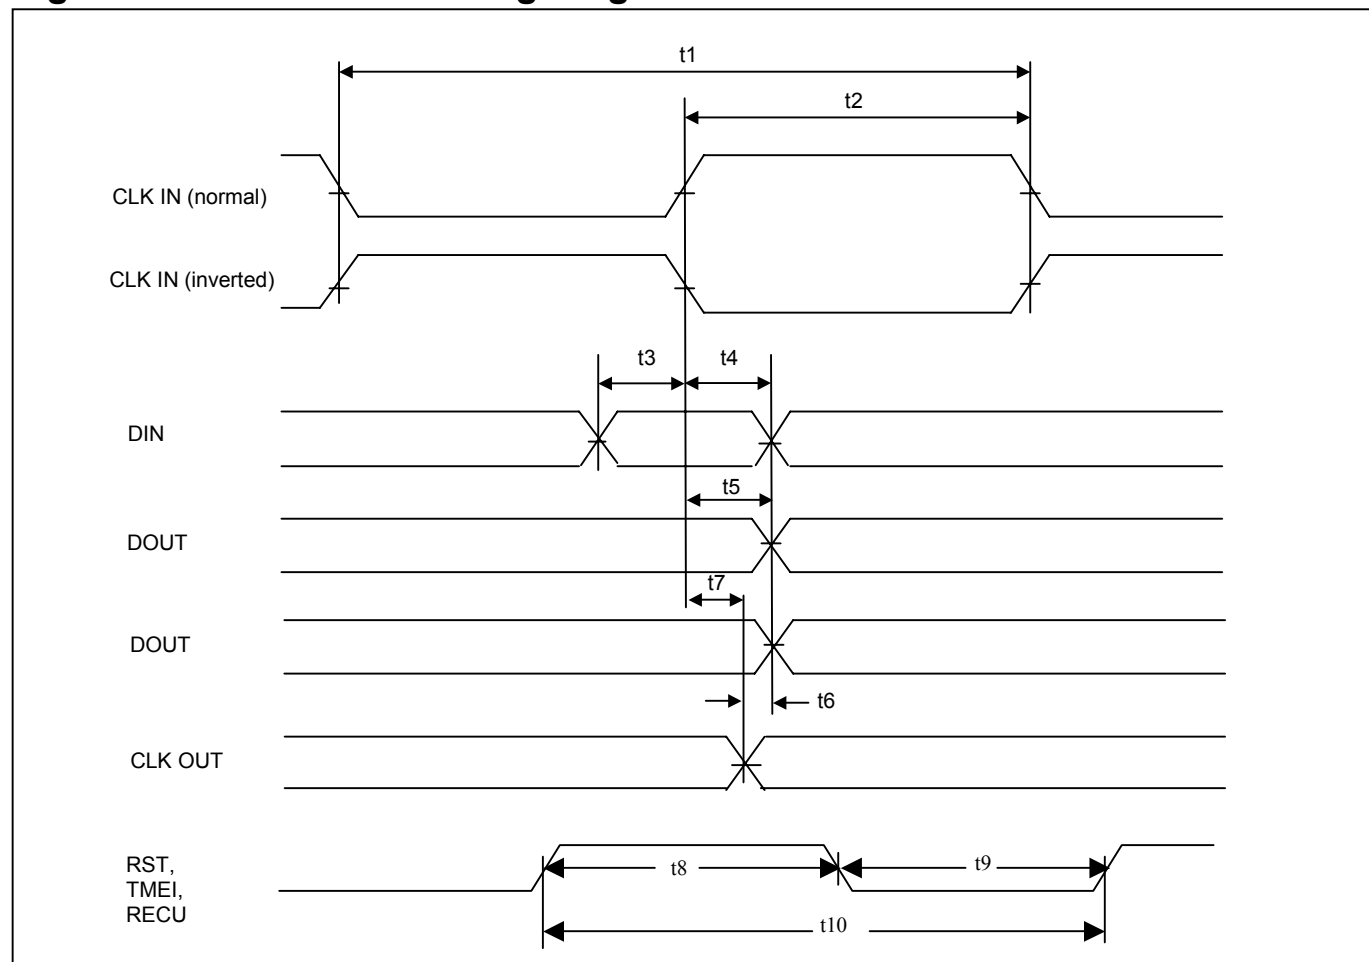 t1
t2
CLK IN (normal)
CLK IN (inverted)
t3
t4
DIN
t5
DOUT
t7
DOUT
t6
CLK OUT
RST,
TMEI,
RECU
t8
t9
t10